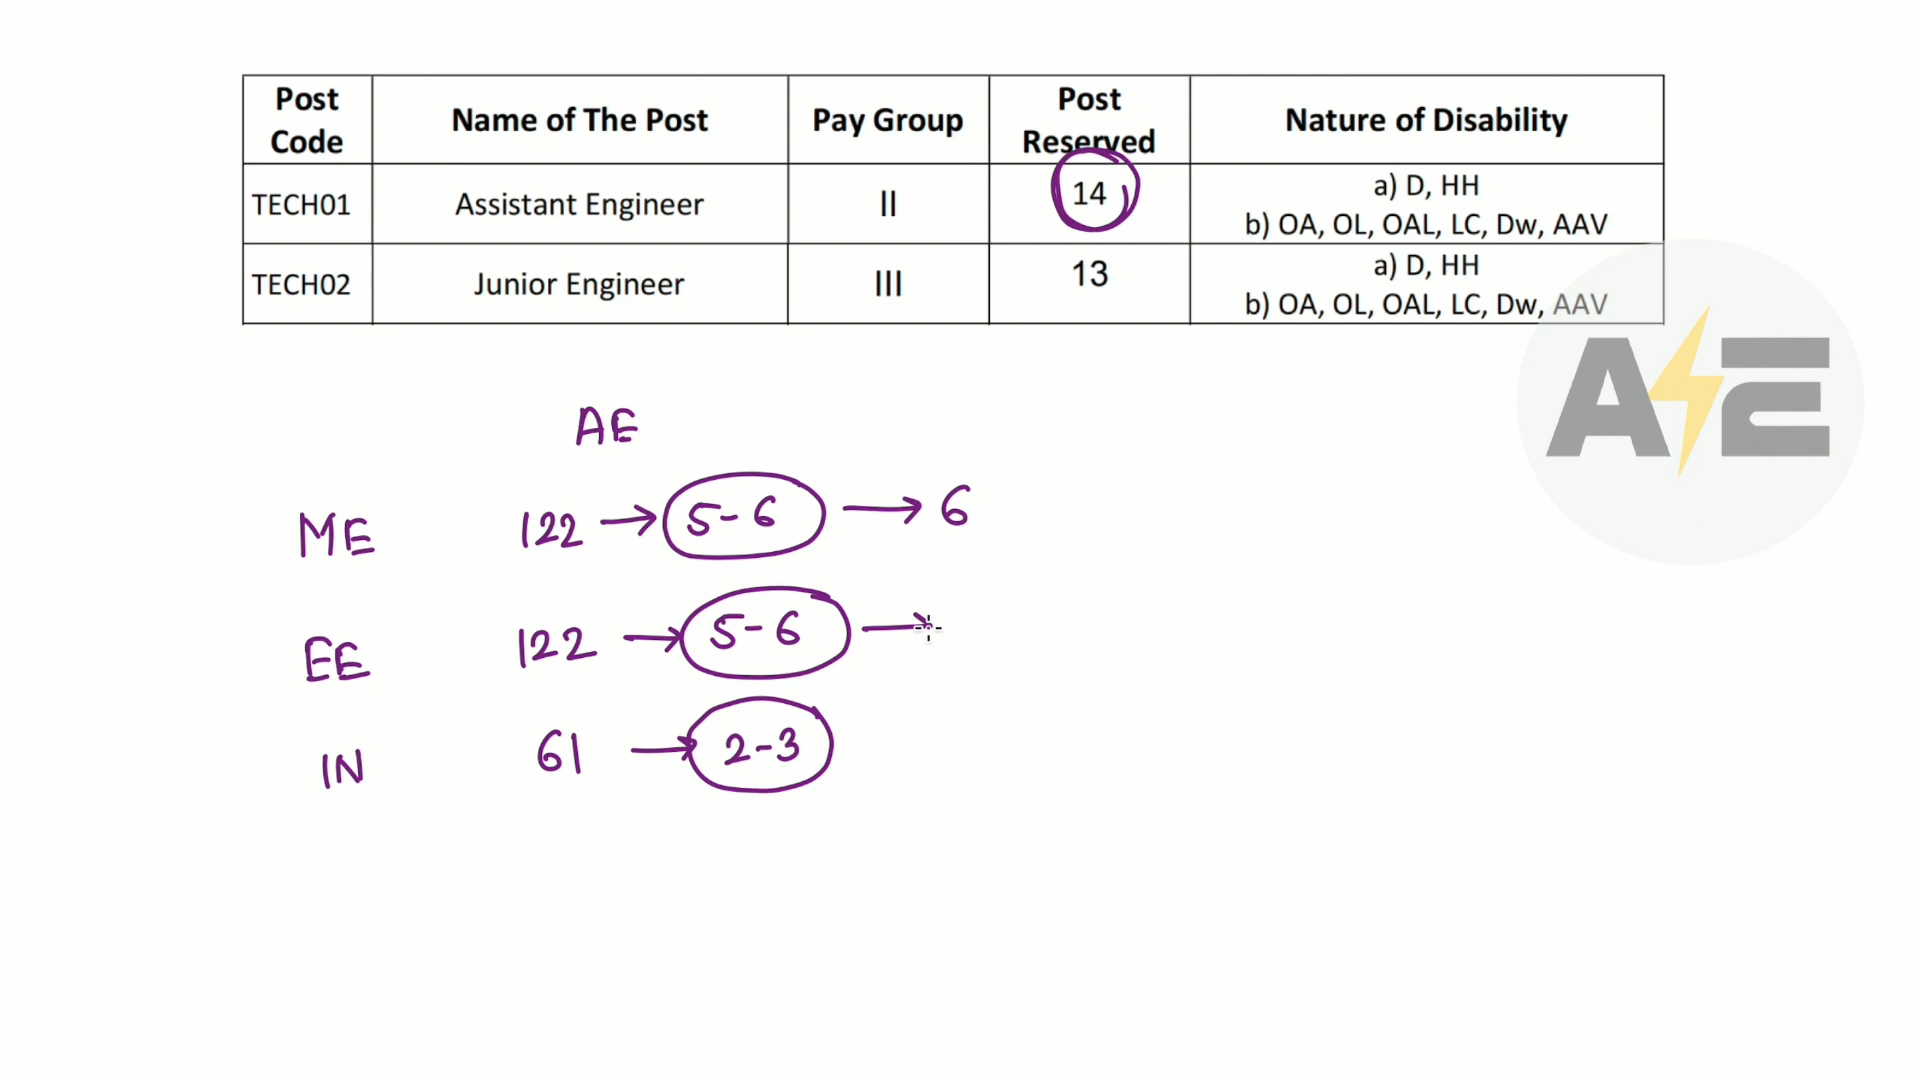 Post Code Name of The Post Pay Group Post Reserved Nature of Disability
TECH01 Assistant Engineer II 14 a) D, HH
b) OA, OL, OAL, LC, Dw, AAV
TECH02 Junior Engineer III 13 a) D, HH
b) OA, OL, OAL, LC, Dw, AAV
AE
AE
ME 122 → 5-6 → 6
EE 122 → 5-6 →
IN 61 → 2-3